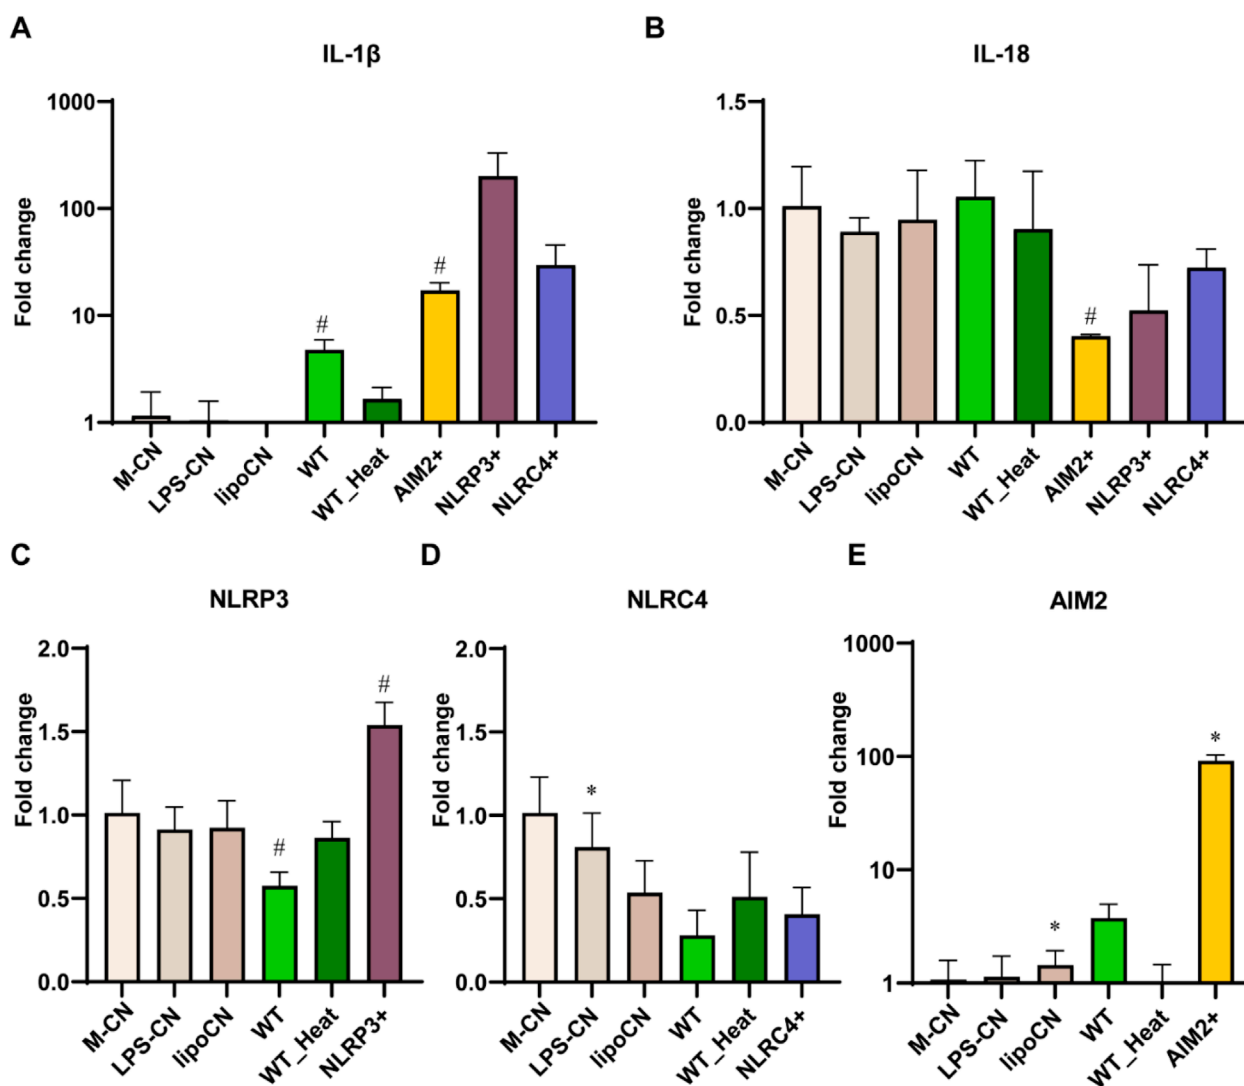 A
IL-1β
Fold change
1000
100
10
1
#
#
M-CN
LPS-CN
lipoCN
WT
WT_Heat
AIM2+
NLRP3+
NLRC4+
B
IL-18
Fold change
1.5
1.0
0.5
0.0
#
M-CN
LPS-CN
lipoCN
WT
WT_Heat
AIM2+
NLRP3+
NLRC4+
C
NLRP3
Fold change
2.0
1.5
1.0
0.5
0.0
#
#
M-CN
LPS-CN
lipoCN
WT
WT_Heat
NLRP3+
D
NLRC4
Fold change
2.0
1.5
1.0
0.5
0.0
*
M-CN
LPS-CN
lipoCN
WT
WT_Heat
NLRC4+
E
AIM2
Fold change
1000
100
10
1
*
*
M-CN
LPS-CN
lipoCN
WT
WT_Heat
AIM2+